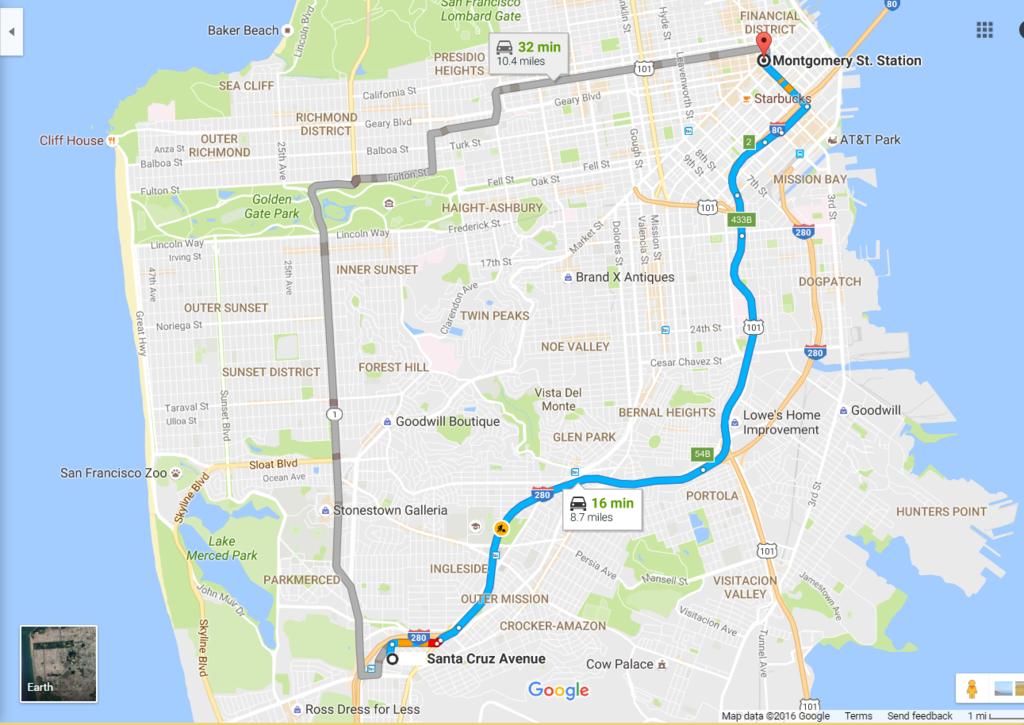 San Francisco
Lombard Gate
FINANCIAL
DISTRICT
80
Baker Beach
Lincoln Blvd
Hyde St
32 min
10.4 miles
PRESIDIO
HEIGHTS
101
Montgomery St. Station
SEA CLIFF
California St
Leavenworth St
Geary Blvd
Starbucks
RICHMOND
DISTRICT
Geary Blvd
80
Cliff House
OUTER
RICHMOND
Anza St
Balboa St
25th Ave
Balboa St
Turk St
Gough St
8th St
9th St
2
AT&T Park
Fulton St
Fulton St
Fell St
Fell St
Oak St
7th St
MISSION BAY
Golden
Gate Park
HAIGHT-ASHBURY
101
3rd St
Lincoln Way
Irving St
Lincoln Way
Frederick St
Market St
Dolores St
Valencia St
Mission St
433B
280
47th Ave
25th Ave
INNER SUNSET
17th St
Brand X Antiques
DOGPATCH
OUTER SUNSET
Clarendon Ave
TWIN PEAKS
Great Hwy
Noriega St
24th St
101
NOE VALLEY
280
SUNSET DISTRICT
FOREST HILL
Cesar Chavez St
Sunset Blvd
Vista Del
Monte
Taraval St
Ulloa St
1
Goodwill Boutique
BERNAL HEIGHTS
Lowe's Home
Improvement
Goodwill
GLEN PARK
54B
San Francisco Zoo
Sloat Blvd
Ocean Ave
Skyline Blvd
280
16 min
8.7 miles
PORTOLA
3rd St
Stonestown Galleria
HUNTERS POINT
Lake
Merced Park
101
INGLESIDE
Persia Ave
PARKMERCED
Mansell St
VISITACION
VALLEY
John Muir Dr
OUTER MISSION
Visitacion Ave
Skyline Blvd
280
CROCKER-AMAZON
Tunnel Ave
Santa Cruz Avenue
Cow Palace
Earth
Google
Ross Dress for Less
101
Map data ©2016 Google
Terms
Send feedback
1 mi